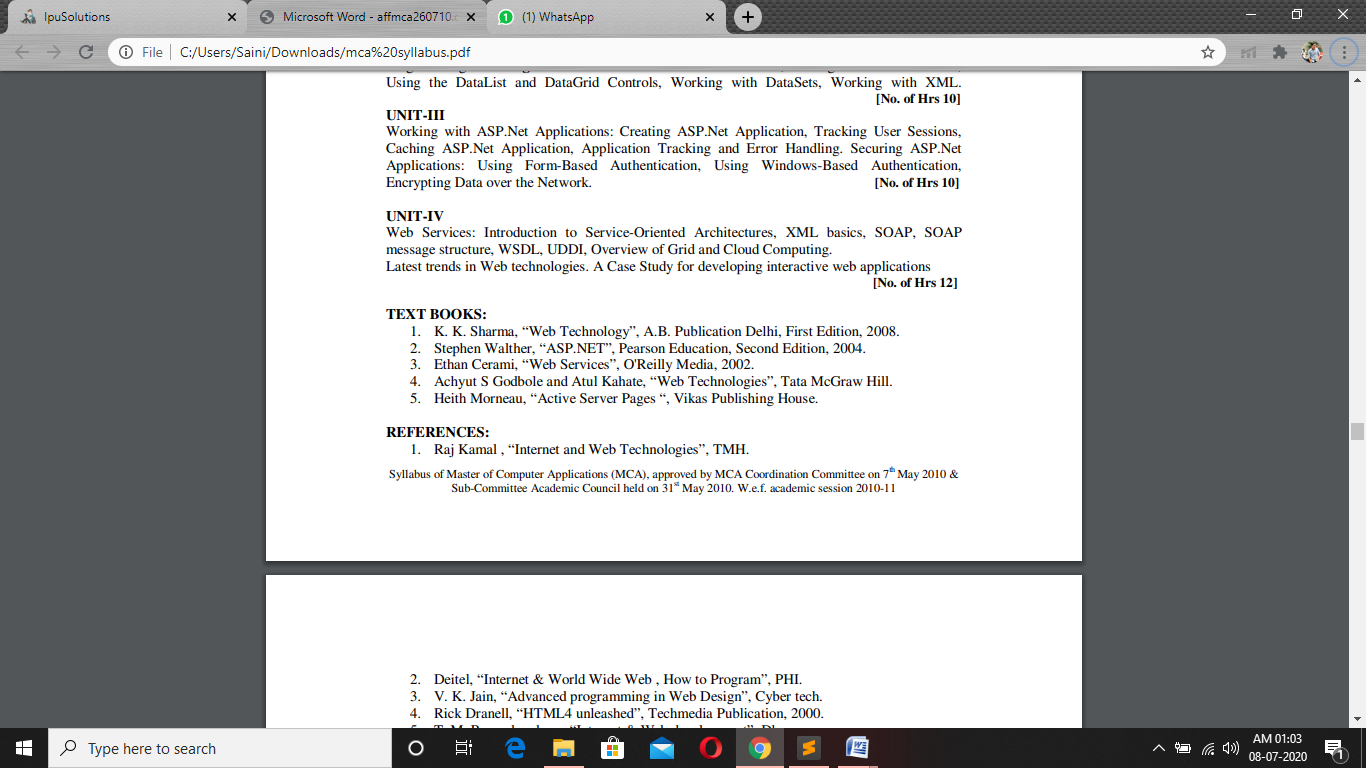 IpuSolutions
Microsoft Word - affmca260710.
(1) WhatsApp
File
C:/Users/Saini/Downloads/mca%20syllabus.pdf
Using the DataList and DataGrid Controls, Working with DataSets, Working with XML.
[No. of Hrs 10]
UNIT-III
Working with ASP.Net Applications: Creating ASP.Net Application, Tracking User Sessions,
Caching ASP.Net Application, Application Tracking and Error Handling. Securing ASP.Net
Applications: Using Form-Based Authentication, Using Windows-Based Authentication,
Encrypting Data over the Network. [No. of Hrs 10]
UNIT-IV
Web Services: Introduction to Service-Oriented Architectures, XML basics, SOAP, SOAP
message structure, WSDL, UDDI, Overview of Grid and Cloud Computing.
Latest trends in Web technologies. A Case Study for developing interactive web applications
[No. of Hrs 12]
TEXT BOOKS:
1. K. K. Sharma, “Web Technology”, A.B. Publication Delhi, First Edition, 2008.
2. Stephen Walther, “ASP.NET”, Pearson Education, Second Edition, 2004.
3. Ethan Cerami, “Web Services”, O'Reilly Media, 2002.
4. Achyut S Godbole and Atul Kahate, “Web Technologies”, Tata McGraw Hill.
5. Heith Morneau, “Active Server Pages “, Vikas Publishing House.
REFERENCES:
1. Raj Kamal , “Internet and Web Technologies”, TMH.
Syllabus of Master of Computer Applications (MCA), approved by MCA Coordination Committee on 7th May 2010 &
Sub-Committee Academic Council held on 31st May 2010. W.e.f. academic session 2010-11
2. Deitel, “Internet & World Wide Web , How to Program”, PHI.
3. V. K. Jain, “Advanced programming in Web Design”, Cyber tech.
4. Rick Dranell, “HTML4 unleashed”, Techmedia Publication, 2000.
Type here to search
AM 01:03
08-07-2020